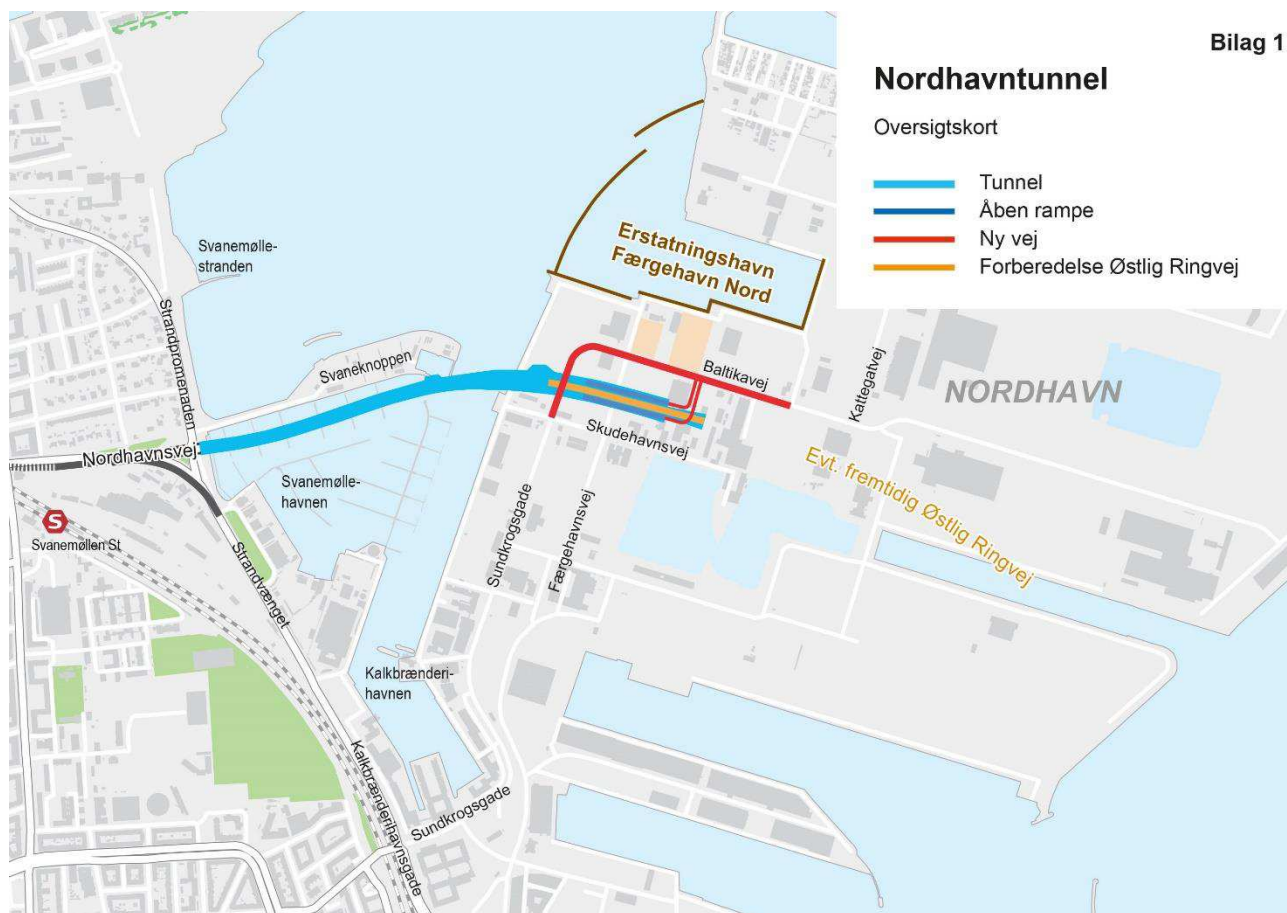 Bilag 1
Nordhavntunnel
Oversigtskort
Tunnel
Åben rampe
Ny vej
Forberedelse Østlig Ringvej
Svanemølle-
stranden
Strandpromenaden
Erstatningshavn
Færgehavn Nord
Svaneknoppen
Baltikavej
Kattegatvej
NORDHAVN
Nordhavnsvej
Skudehavnsvej
Svanemølle-
havnen
Evt. fremtidig Østlig Ringvej
S
Svanemøllen St
Sundkrogsgade
Færgehavnsvej
Strandvænget
Kalkbrænderi-
havnen
Kalkbrænderihavnsgade
Sundkrogsgade